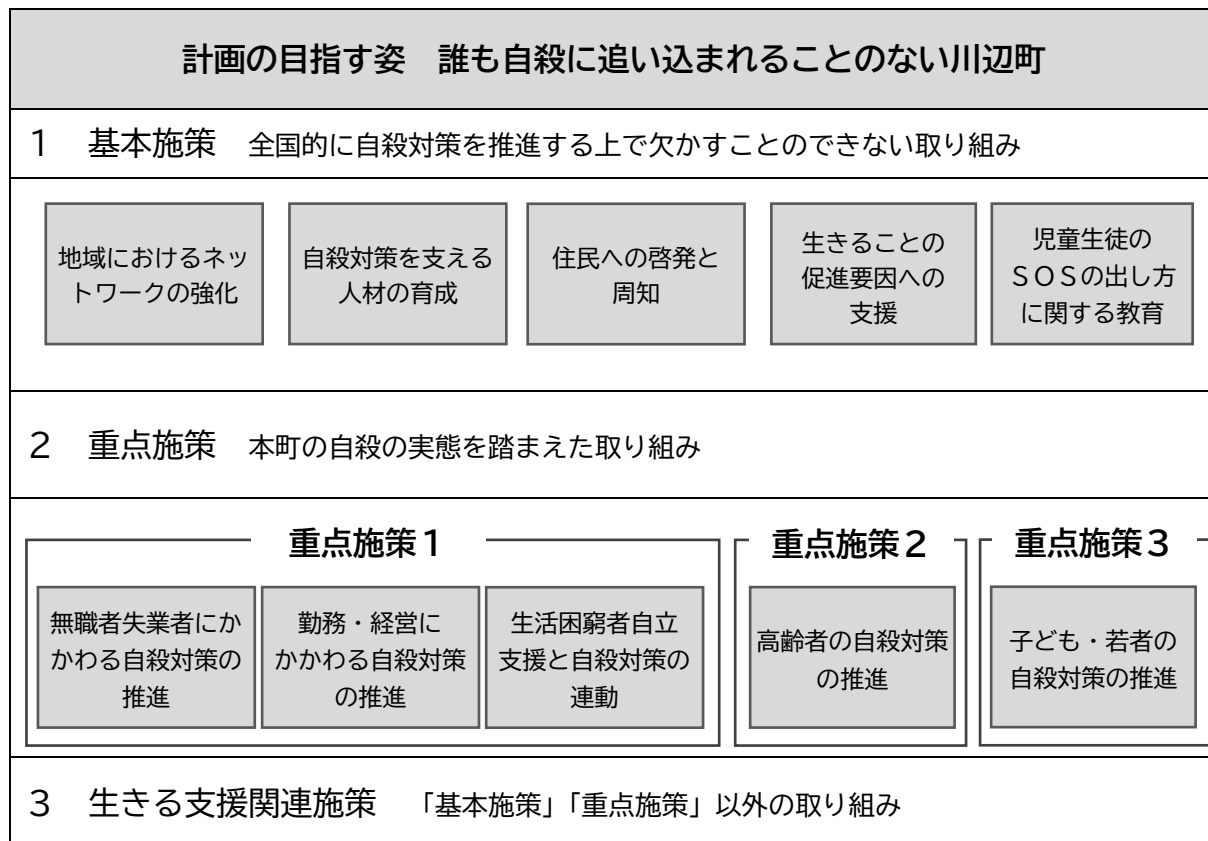 計画の目指す姿 誰も自殺に追い込まれることのない川辺町
1 基本施策 全国的に自殺対策を推進する上で欠かすことのできない取り組み
地域におけるネッ
トワークの強化
自殺対策を支える
人材の育成
住民への啓発と
周知
生きることの
促進要因への
支援
児童生徒の
ＳＯＳの出し方
に関する教育
2 重点施策 本町の自殺の実態を踏まえた取り組み
重点施策１
無職者失業者にか
かわる自殺対策の
推進
勤務・経営に
かかわる自殺対策
の推進
生活困窮者自立
支援と自殺対策の
連動
重点施策２
高齢者の自殺対策
の推進
重点施策３
子ども・若者の
自殺対策の推進
3 生きる支援関連施策 「基本施策」「重点施策」以外の取り組み